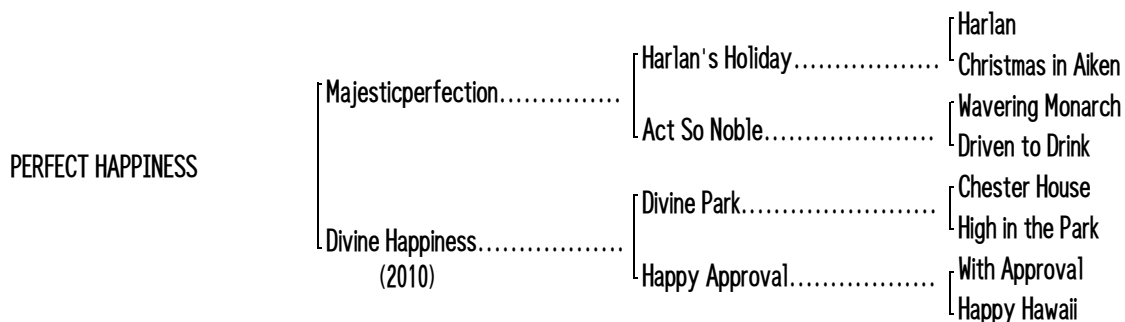 Harlan
Harlan's Holiday..................
Christmas in Aiken
Majesticperfection...............
Wavering Monarch
Act So Noble.....................
Driven to Drink
PERFECT HAPPINESS
Chester House
Divine Park........................
High in the Park
Divine Happiness..................
(2010)
With Approval
Happy Approval..................
Happy Hawaii